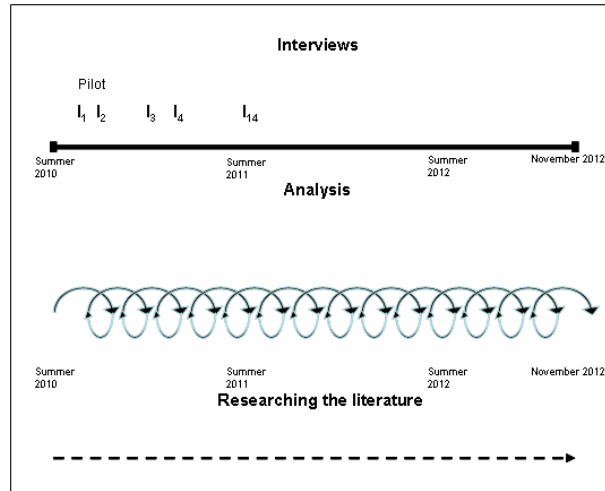 Interviews
Pilot
I1 I2 I3 I4 I14
Summer 2010 Summer 2011 Summer 2012 November 2012
Analysis
Summer 2010 Summer 2011 Summer 2012 November 2012
Researching the literature